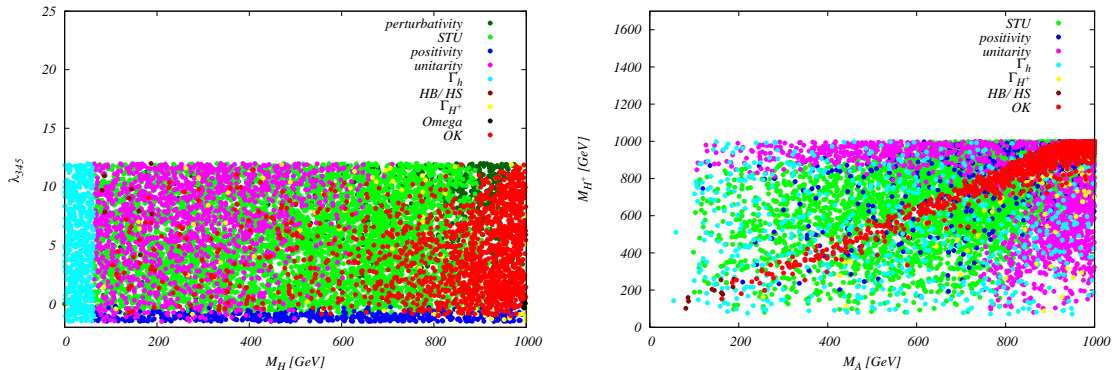 25
20
15
10
5
0
λ345
0
200
400
600
800
1000
M_H [GeV]
perturbativity
STU
positivity
unitarity
Γ_h
HB/ HS
Γ_H+
Omega
OK
1600
1400
1200
1000
800
600
400
200
0
M_H+ [GeV]
0
200
400
600
800
1000
M_A [GeV]
STU
positivity
unitarity
Γ_h
Γ_H+
HB/ HS
OK